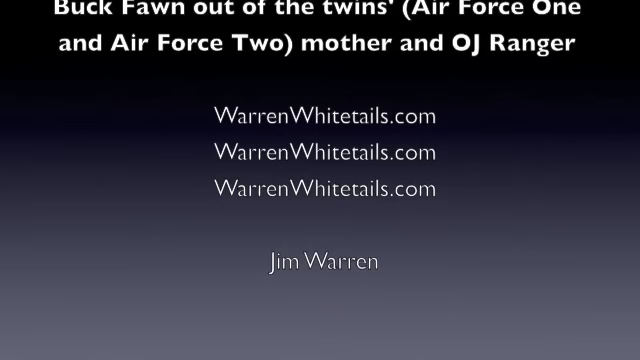 Buck Fawn out of the twins' (Air Force One
and Air Force Two) mother and OJ Ranger
WarrenWhitetails.com
WarrenWhitetails.com
WarrenWhitetails.com
Jim Warren